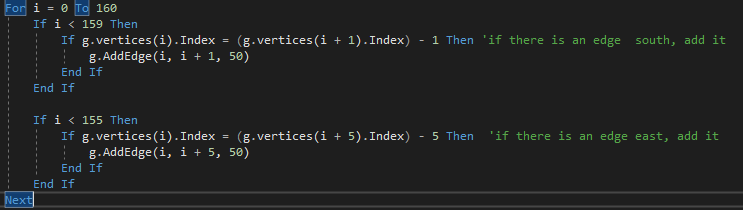 For i = 0 To 160
If i < 159 Then
If g.vertices(i).Index = (g.vertices(i + 1).Index) - 1 Then 'if there is an edge  south, add it
g.AddEdge(i, i + 1, 50)
End If
End If
If i < 155 Then
If g.vertices(i).Index = (g.vertices(i + 5).Index) - 5 Then  'if there is an edge east, add it
g.AddEdge(i, i + 5, 50)
End If
End If
Next